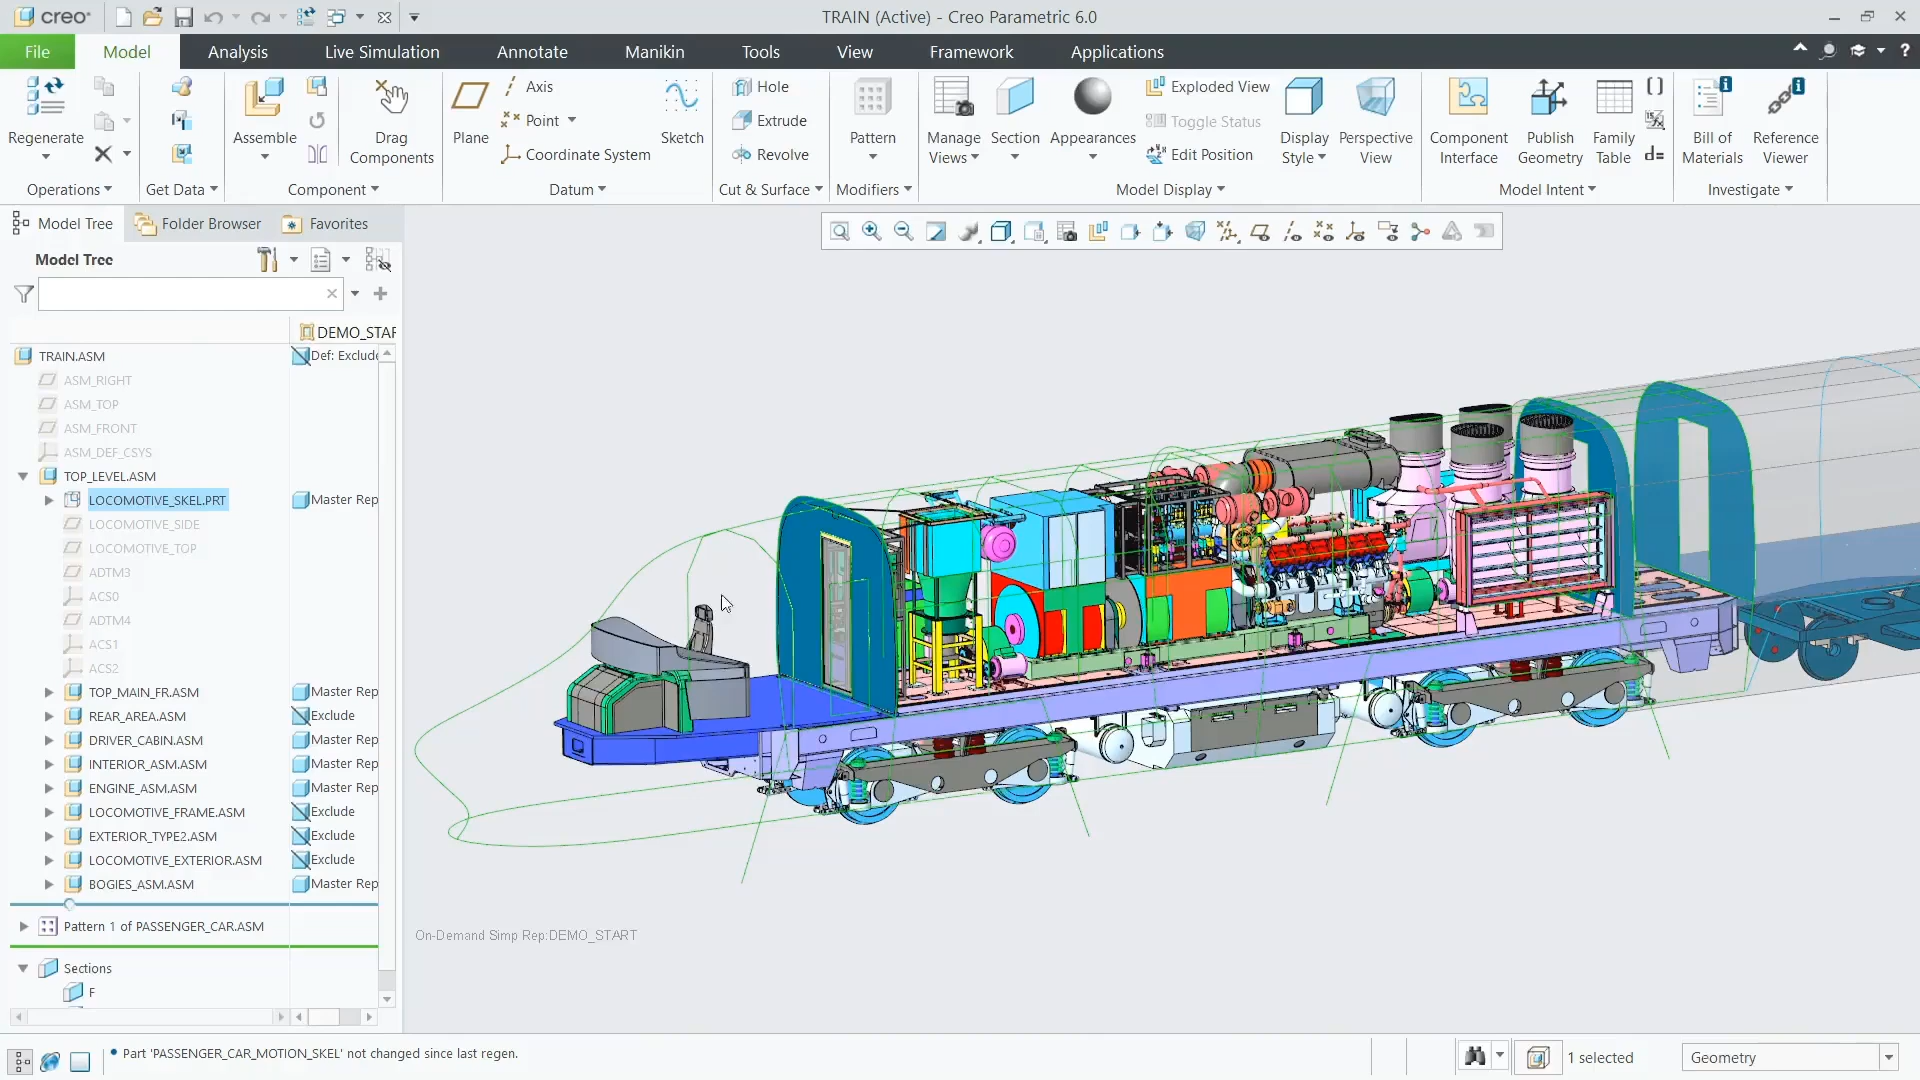 creo
TRAIN (Active) - Creo Parametric 6.0
File
Model
Analysis
Live Simulation
Annotate
Manikin
Tools
View
Framework
Applications
Regenerate
Operations
Get Data
Assemble
Drag
Components
Component
Plane
Axis
Point
Coordinate System
Sketch
Datum
Hole
Extrude
Revolve
Cut & Surface
Pattern
Modifiers
Manage
Views
Section
Appearances
Exploded View
Toggle Status
Edit Position
Display
Style
Perspective
View
Model Display
Component
Interface
Publish
Geometry
Family
Table
d=
Model Intent
Bill of
Materials
Reference
Viewer
Investigate
Model Tree
Folder Browser
Favorites
Model Tree
DEMO_STAR
TRAIN.ASM
Def: Exclude
ASM_RIGHT
ASM_TOP
ASM_FRONT
ASM_DEF_CSYS
TOP_LEVEL.ASM
LOCOMOTIVE_SKEL.PRT
Master Rep
LOCOMOTIVE_SIDE
LOCOMOTIVE_TOP
ADTM3
ACS0
ADTM4
ACS1
ACS2
TOP_MAIN_FR.ASM
Master Rep
REAR_AREA.ASM
Exclude
DRIVER_CABIN.ASM
Master Rep
INTERIOR_ASM.ASM
Master Rep
ENGINE_ASM.ASM
Master Rep
LOCOMOTIVE_FRAME.ASM
Exclude
EXTERIOR_TYPE2.ASM
Exclude
LOCOMOTIVE_EXTERIOR.ASM
Exclude
BOGIES_ASM.ASM
Master Rep
Pattern 1 of PASSENGER_CAR.ASM
Sections
F
On-Demand Simp Rep:DEMO_START
Part 'PASSENGER_CAR_MOTION_SKEL' not changed since last regen.
1 selected
Geometry